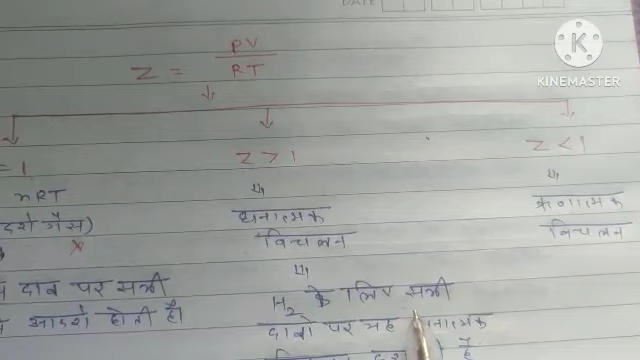 DATE
K
KINEMASTER
Z = PV / RT
= 1
Z > 1
Z < 1
nRT
धनात्मक
विचलन
ऋणात्मक
विचलन
गैस)
दाब पर सभी
आदर्श होती है।
H₂ के लिए सभी
दाबों पर यह धनात्मक
है